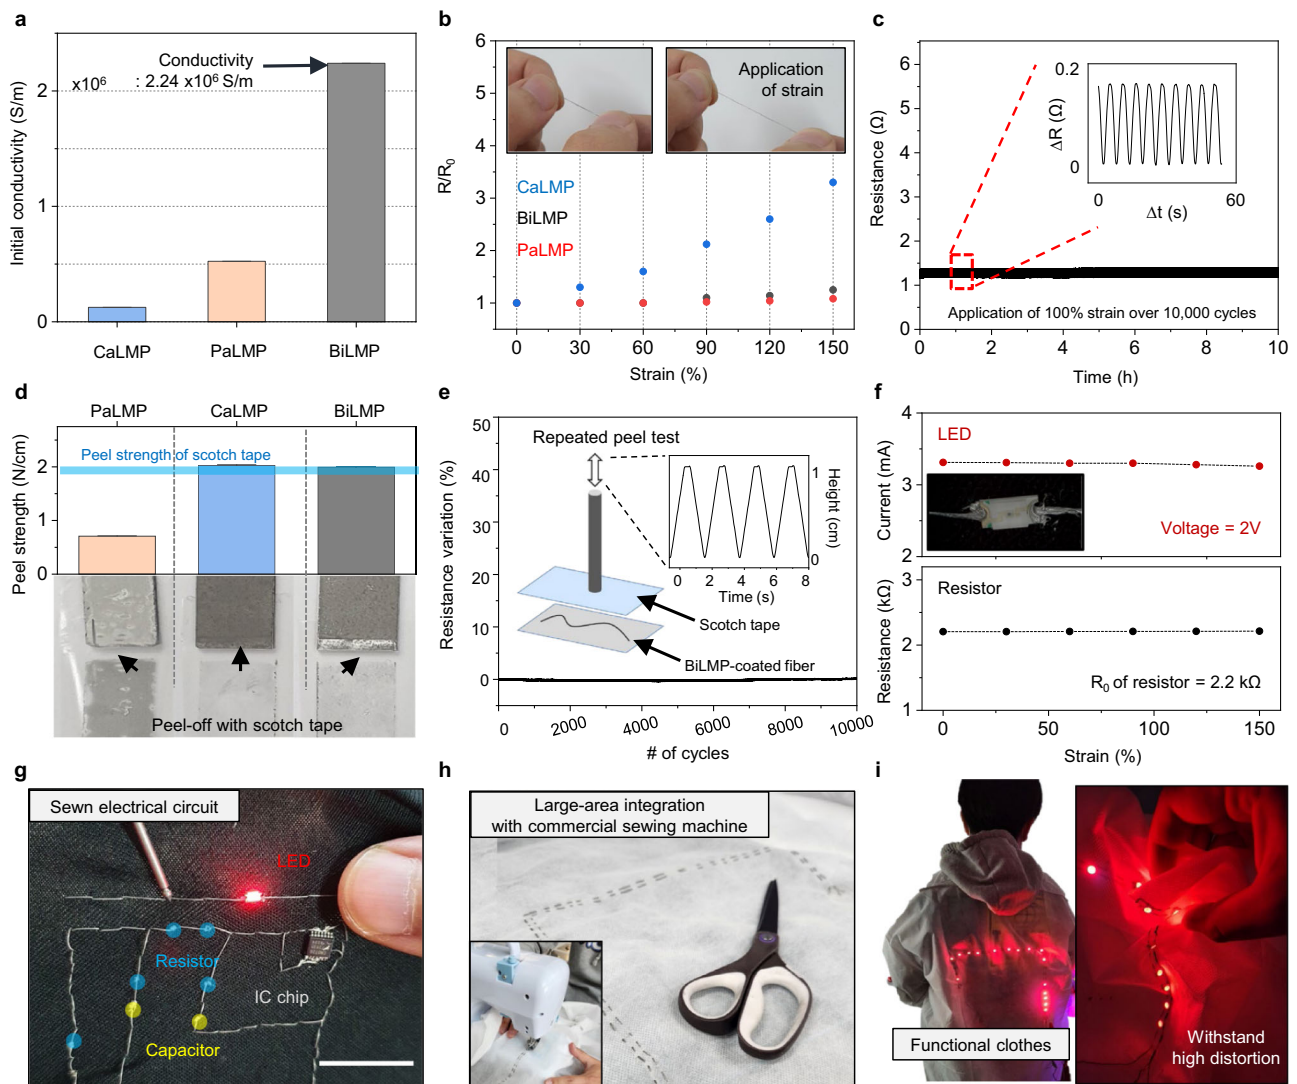 a
x10⁶
Conductivity
: 2.24 x10⁶ S/m
Initial conductivity (S/m)
2
1
0
CaLMP
PaLMP
BiLMP
b
Application
of strain
R/R₀
6
5
4
3
2
1
CaLMP
BiLMP
PaLMP
0
30
60
90
120
150
Strain (%)
c
Resistance (Ω)
6
5
4
3
2
1
0
0.2
0
ΔR (Ω)
0
60
Δt (s)
Application of 100% strain over 10,000 cycles
0
2
4
6
8
10
Time (h)
d
PaLMP
CaLMP
BiLMP
Peel strength (N/cm)
Peel strength of scotch tape
2
1
0
Peel-off with scotch tape
e
Resistance variation (%)
50
45
40
30
20
10
0
Repeated peel test
1
0
Height (cm)
0
2
4
6
8
Time (s)
Scotch tape
BiLMP-coated fiber
0
2000
4000
6000
8000
10000
# of cycles
f
Current (mA)
4
3
2
LED
Voltage = 2V
Resistance (kΩ)
3
2
1
Resistor
R₀ of resistor = 2.2 kΩ
0
50
100
150
Strain (%)
g
Sewn electrical circuit
LED
Resistor
IC chip
Capacitor
h
Large-area integration
with commercial sewing machine
i
Functional clothes
Withstand
high distortion